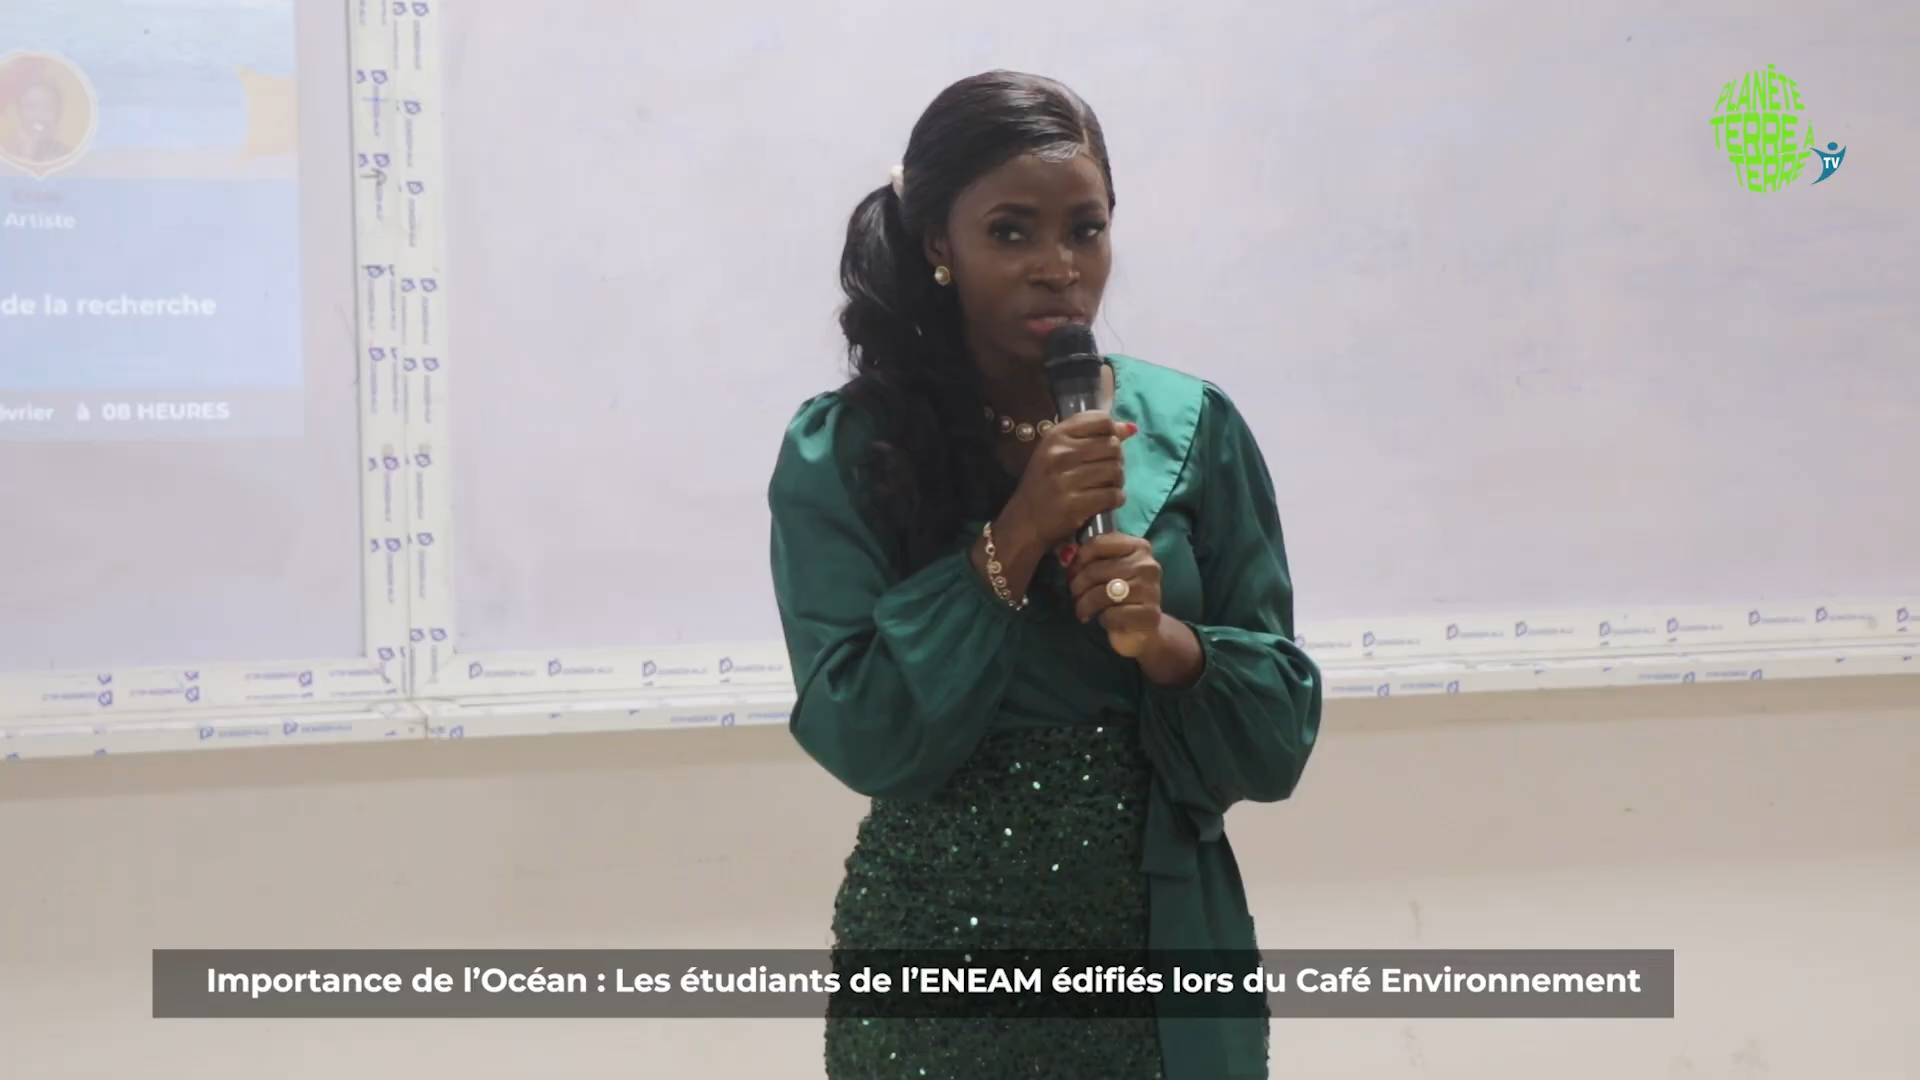 Artiste
de la recherche
évrier à 08 HEURES
PLANÈTE
TERRE À
TERRE
TV
Importance de l’Océan : Les étudiants de l’ENEAM édifiés lors du Café Environnement